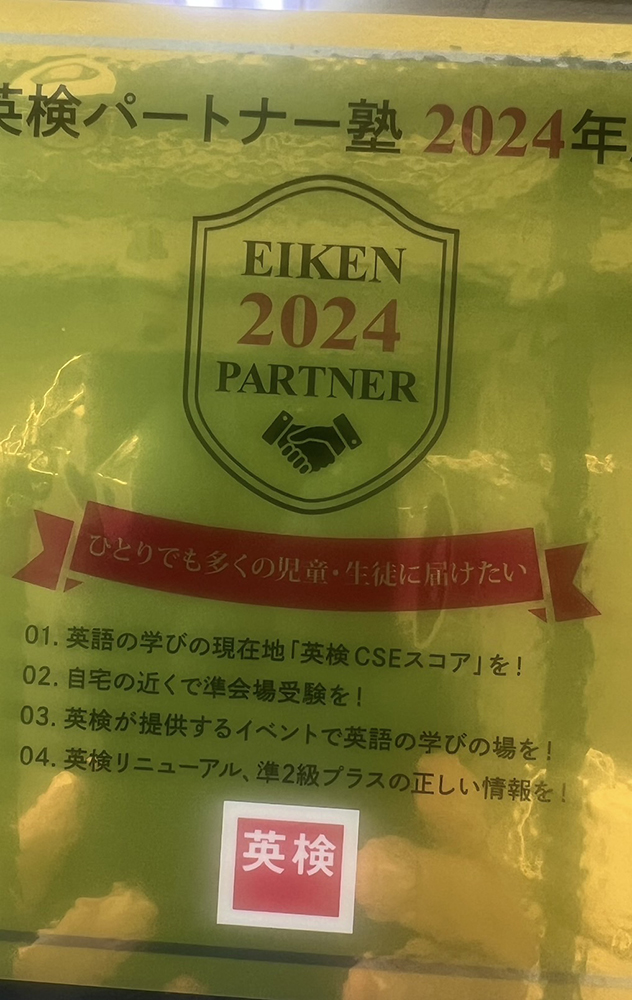 英検パートナー塾 2024年
EIKEN
2024
PARTNER
ひとりでも多くの児童・生徒に届けたい
01. 英語の学びの現在地「英検CSEスコア」を!
02. 自宅の近くで準会場受験を!
03. 英検が提供するイベントで英語の学びの場を!
04. 英検リニューアル、準2級プラスの正しい情報を!
英検